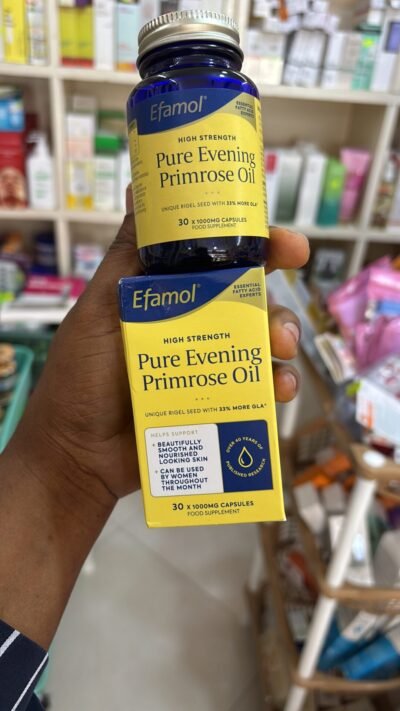 Efamol®
ESSENTIAL
FATTY ACID
EXPERTS
HIGH STRENGTH
Pure Evening
Primrose Oil
UNIQUE RIGEL SEED WITH 33% MORE GLA*
30 X 1000MG CAPSULES
FOOD SUPPLEMENT
Efamol®
ESSENTIAL
FATTY ACID
EXPERTS
HIGH STRENGTH
Pure Evening
Primrose Oil
UNIQUE RIGEL SEED WITH 33% MORE GLA*
HELPS SUPPORT
• BEAUTIFULLY
SMOOTH AND
NOURISHED
LOOKING SKIN
• CAN BE USED
BY WOMEN
THROUGHOUT
THE MONTH
OVER 40 YEARS OF
PUBLISHED RESEARCH
30 X 1000MG CAPSULES
FOOD SUPPLEMENT